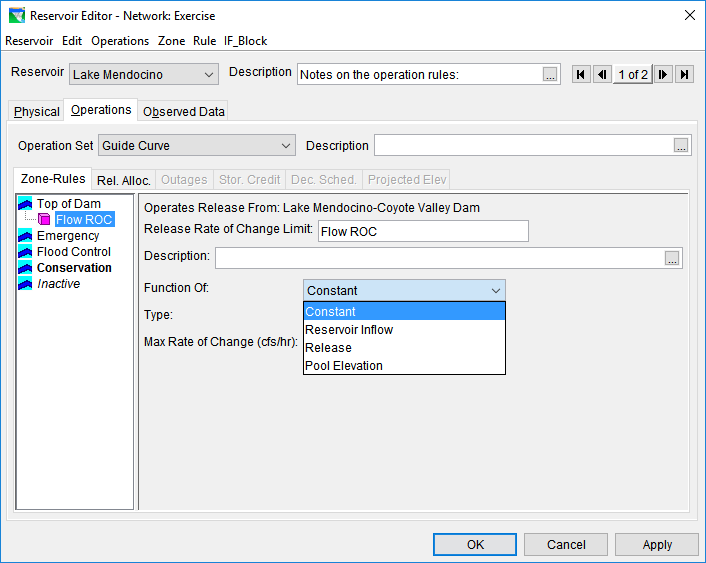 Reservoir Editor - Network: Exercise
Reservoir Edit Operations Zone Rule IF_Block
Reservoir Lake Mendocino Description Notes on the operation rules: ... 1 of 2
Physical Operations Observed Data
Operation Set Guide Curve Description ...
Zone-Rules Rel. Alloc. Outages Stor. Credit Dec. Sched. Projected Elev
Top of Dam
Flow ROC
Emergency
Flood Control
Conservation
Inactive
Operates Release From: Lake Mendocino-Coyote Valley Dam
Release Rate of Change Limit: Flow ROC
Description: ...
Function Of: Constant
Type:
Max Rate of Change (cfs/hr):
Constant
Reservoir Inflow
Release
Pool Elevation
OK Cancel Apply